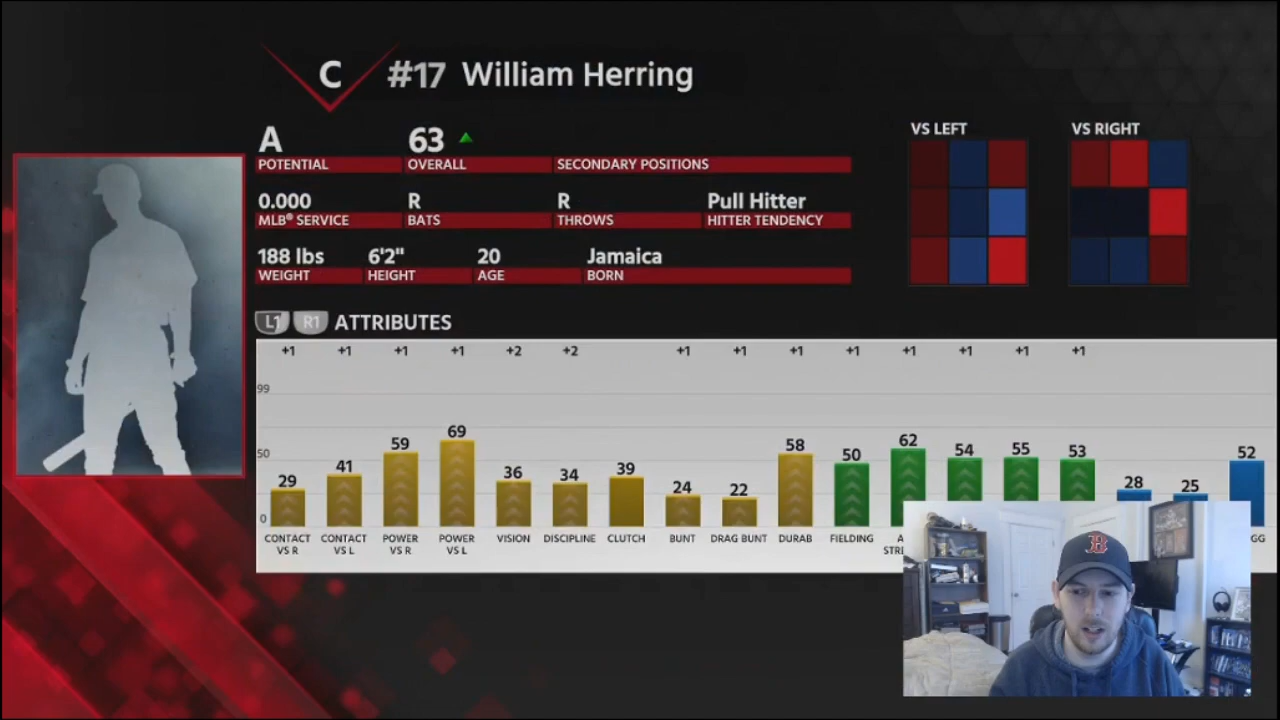 C #17 William Herring
A 63
POTENTIAL OVERALL SECONDARY POSITIONS
0.000 R R Pull Hitter
MLB® SERVICE BATS THROWS HITTER TENDENCY
188 lbs 6'2" 20 Jamaica
WEIGHT HEIGHT AGE BORN
VS LEFT VS RIGHT
L1 R1 ATTRIBUTES
+1 +1 +1 +1 +2 +2 +1 +1 +1 +1 +1 +1 +1 +1
99
50
0
29 41 59 69 36 34 39 24 22 58 50 62 54 55 53 28 25 52
CONTACT VS R CONTACT VS L POWER VS R POWER VS L VISION DISCIPLINE CLUTCH BUNT DRAG BUNT DURAB FIELDING A STRE GG
B